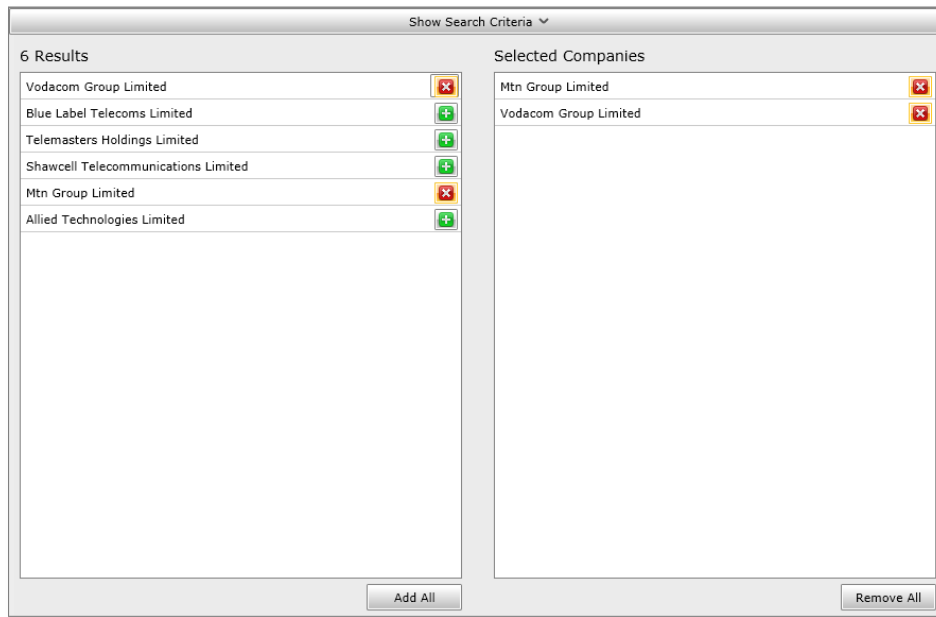 Show Search Criteria
6 Results
Vodacom Group Limited
Blue Label Telecoms Limited
Telemasters Holdings Limited
Shawcell Telecommunications Limited
Mtn Group Limited
Allied Technologies Limited
Add All
Selected Companies
Mtn Group Limited
Vodacom Group Limited
Remove All